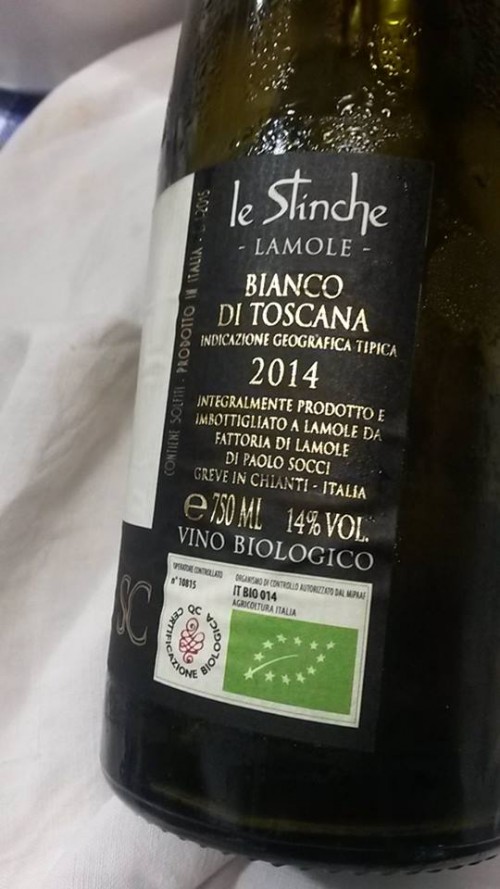 le Stinche
- LAMOLE -
BIANCO
DI TOSCANA
INDICAZIONE GEOGRAFICA TIPICA
2014
INTEGRALMENTE PRODOTTO E
IMBOTTIGLIATO A LAMOLE DA
FATTORIA DI LAMOLE
DI PAOLO SOCCI
GREVE IN CHIANTI - ITALIA
e 750 ML 14% VOL.
VINO BIOLOGICO
CONTIENE SOLFITI - PRODOTTO IN ITALIA - L.1-2015
OPERATORE CONTROLLATO
n° 10815
ORGANISMO DI CONTROLLO AUTORIZZATO DAL MiPAAF
IT BIO 014
AGRICOLTURA ITALIA
QC CERTIFICAZIONE BIOLOGICA
SC